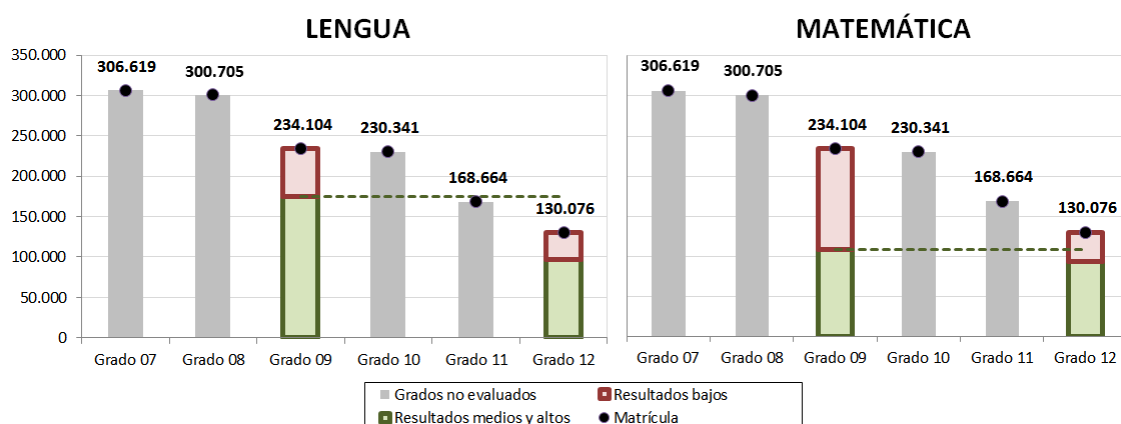 LENGUA
350.000
300.000
250.000
200.000
150.000
100.000
50.000
0
306.619
300.705
234.104
230.341
168.664
130.076
Grado 07
Grado 08
Grado 09
Grado 10
Grado 11
Grado 12
MATEMÁTICA
306.619
300.705
234.104
230.341
168.664
130.076
Grado 07
Grado 08
Grado 09
Grado 10
Grado 11
Grado 12
Grados no evaluados
Resultados bajos
Resultados medios y altos
Matrícula